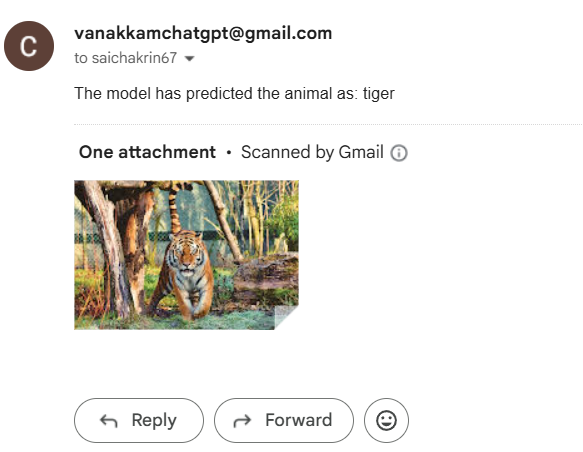 C
vanakkamchatgpt@gmail.com
to saichakrin67
The model has predicted the animal as: tiger
One attachment • Scanned by Gmail
Reply
Forward